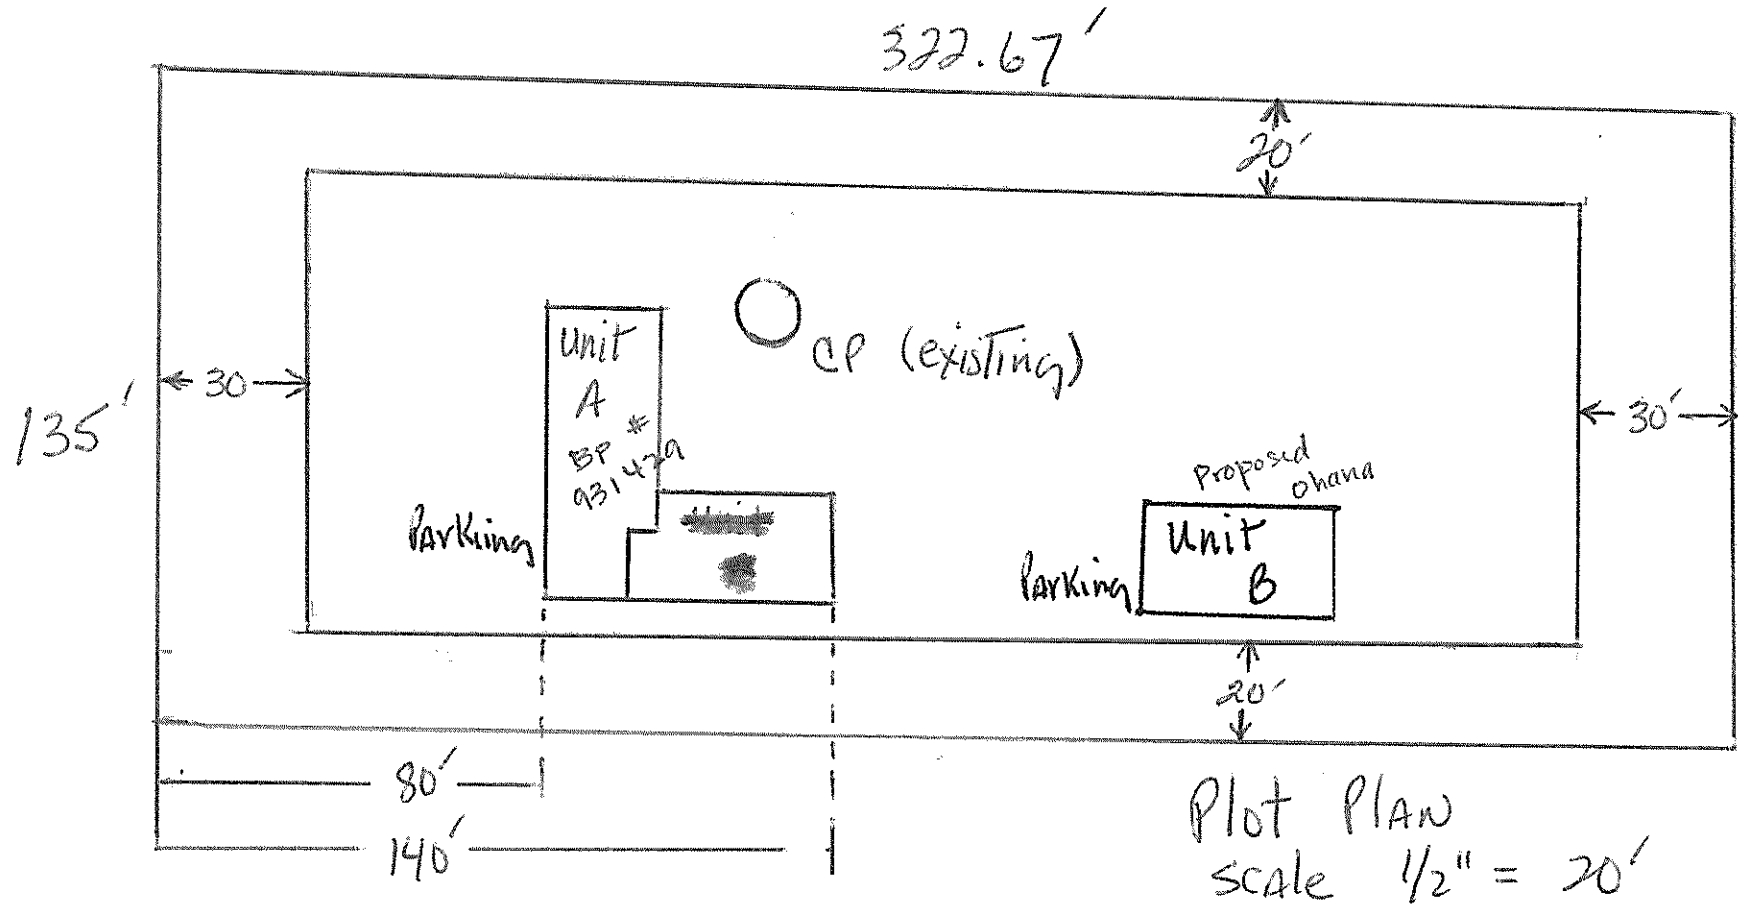 322.67'
20'
Unit
A
BP #
931429
CP (existing)
135'
30
30'
Proposed
ohana
Parking
Unit
B
Parking
20'
80'
140'
Plot Plan
scale 1/2" = 20'